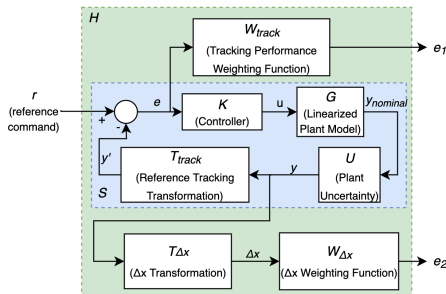 H
W_track
(Tracking Performance
Weighting Function)
e_1
r
(reference
command)
+
-
e
K
(Controller)
u
G
(Linearized
Plant Model)
y_nominal
y'
T_track
(Reference Tracking
Transformation)
y
U
(Plant
Uncertainty)
S
T_Δx
(Δx Transformation)
Δx
W_Δx
(Δx Weighting Function)
e_2